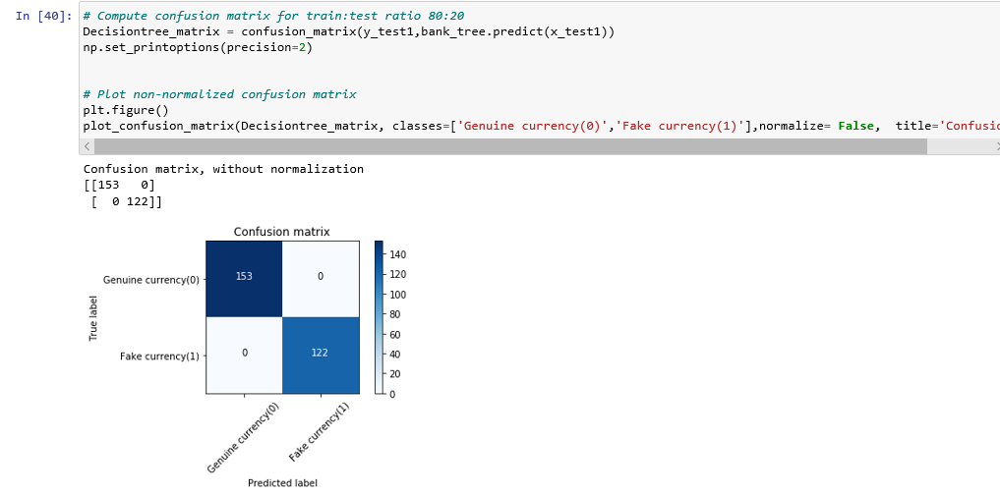 In [40]: # Compute confusion matrix for train:test ratio 80:20
Decisiontree_matrix = confusion_matrix(y_test1,bank_tree.predict(x_test1))
np.set_printoptions(precision=2)
# Plot non-normalized confusion matrix
plt.figure()
plot_confusion_matrix(Decisiontree_matrix, classes=['Genuine currency(0)','Fake currency(1)'],normalize= False,  title='Confusio
Confusion matrix, without normalization
[[153   0]
 [  0 122]]
Confusion matrix
Genuine currency(0)
153
0
Fake currency(1)
0
122
True label
Genuine currency(0)
Fake currency(1)
Predicted label
140
120
100
80
60
40
20
0